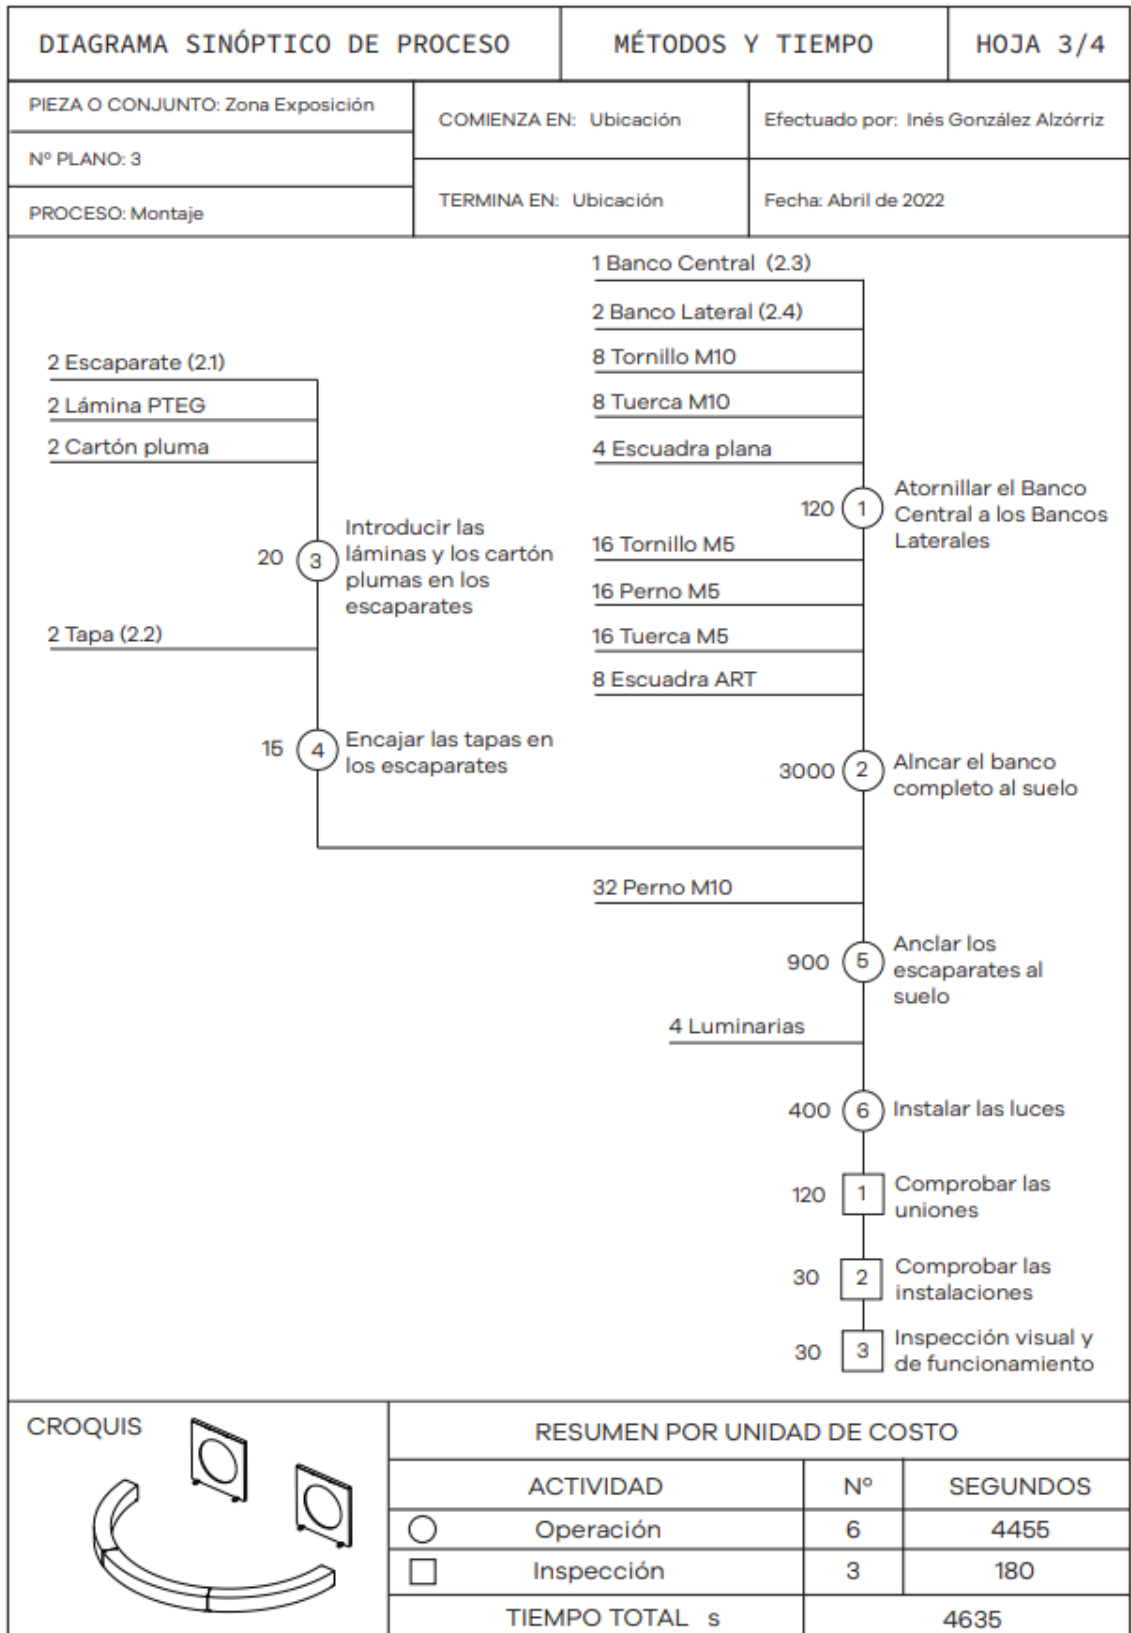 DIAGRAMA SINÓPTICO DE PROCESO
MÉTODOS Y TIEMPO
HOJA 3/4
PIEZA O CONJUNTO: Zona Exposición
Nº PLANO: 3
PROCESO: Montaje
COMIENZA EN: Ubicación
TERMINA EN: Ubicación
Efectuado por: Inés González Alzórriz
Fecha: Abril de 2022
2 Escaparate (2.1)
2 Lámina PTEG
2 Cartón pluma
20
3
Introducir las
láminas y los cartón
plumas en los
escaparates
2 Tapa (2.2)
15
4
Encajar las tapas en
los escaparates
1 Banco Central (2.3)
2 Banco Lateral (2.4)
8 Tornillo M10
8 Tuerca M10
4 Escuadra plana
120
1
Atornillar el Banco
Central a los Bancos
Laterales
16 Tornillo M5
16 Perno M5
16 Tuerca M5
8 Escuadra ART
3000
2
Alncar el banco
completo al suelo
32 Perno M10
900
5
Anclar los
escaparates al
suelo
4 Luminarias
400
6
Instalar las luces
120
1
Comprobar las
uniones
30
2
Comprobar las
instalaciones
30
3
Inspección visual y
de funcionamiento
CROQUIS
RESUMEN POR UNIDAD DE COSTO
ACTIVIDAD
Nº
SEGUNDOS
Operación
6
4455
Inspección
3
180
TIEMPO TOTAL s
4635